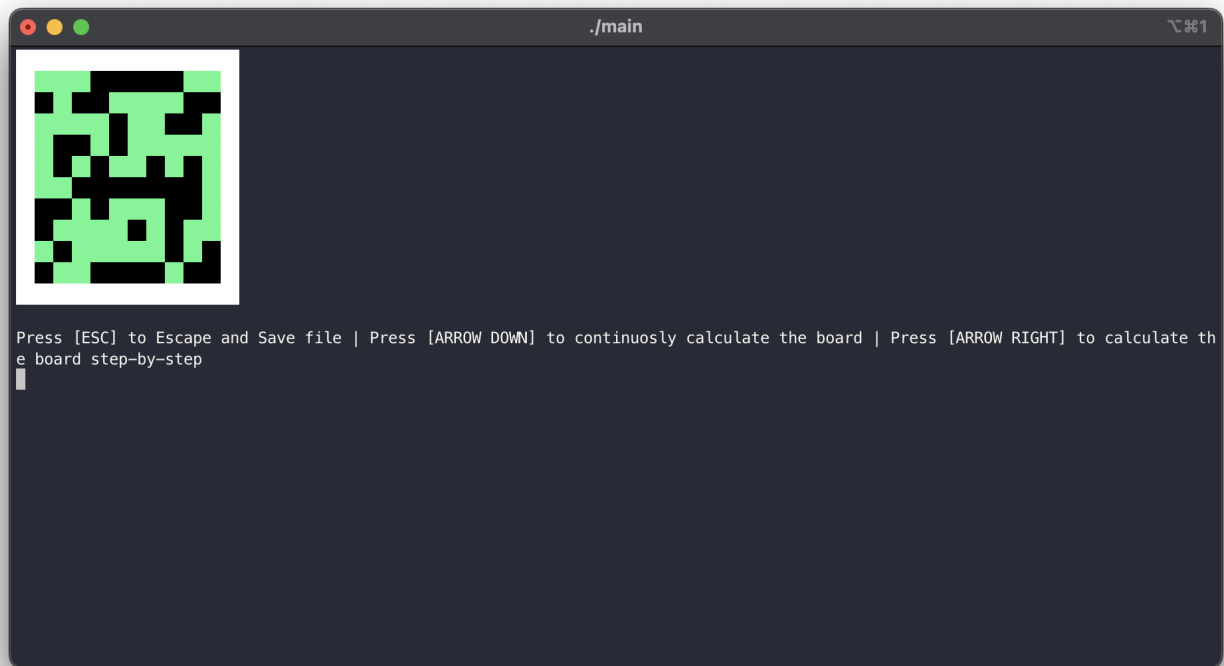 ./main
⌥⌘1
Press [ESC] to Escape and Save file | Press [ARROW DOWN] to continuosly calculate the board | Press [ARROW RIGHT] to calculate th
e board step-by-step